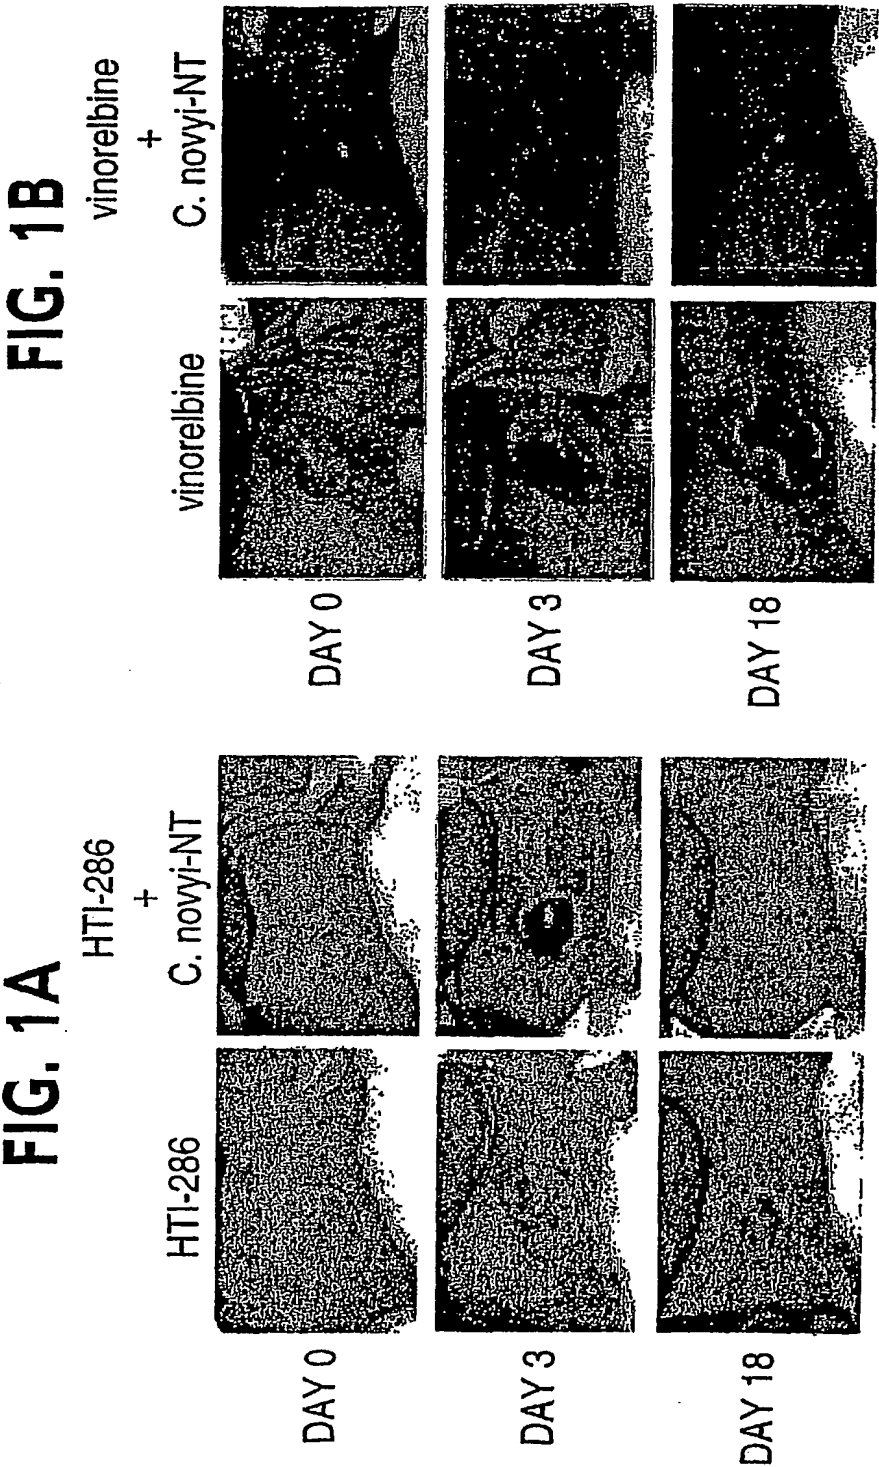 FIG. 1A
HTI-286
HTI-286
+
C. novyi-NT
DAY 0
DAY 3
DAY 18
FIG. 1B
vinorelbine
vinorelbine
+
C. novyi-NT
DAY 0
DAY 3
DAY 18